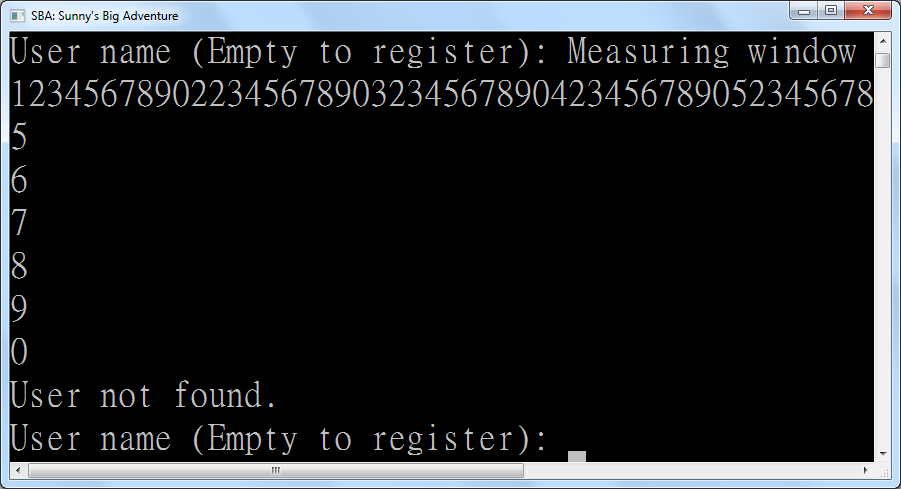 SBA: Sunny's Big Adventure
User name (Empty to register): Measuring window
123456789022345678903234567890423456789052345678
5
6
7
8
9
0
User not found.
User name (Empty to register):